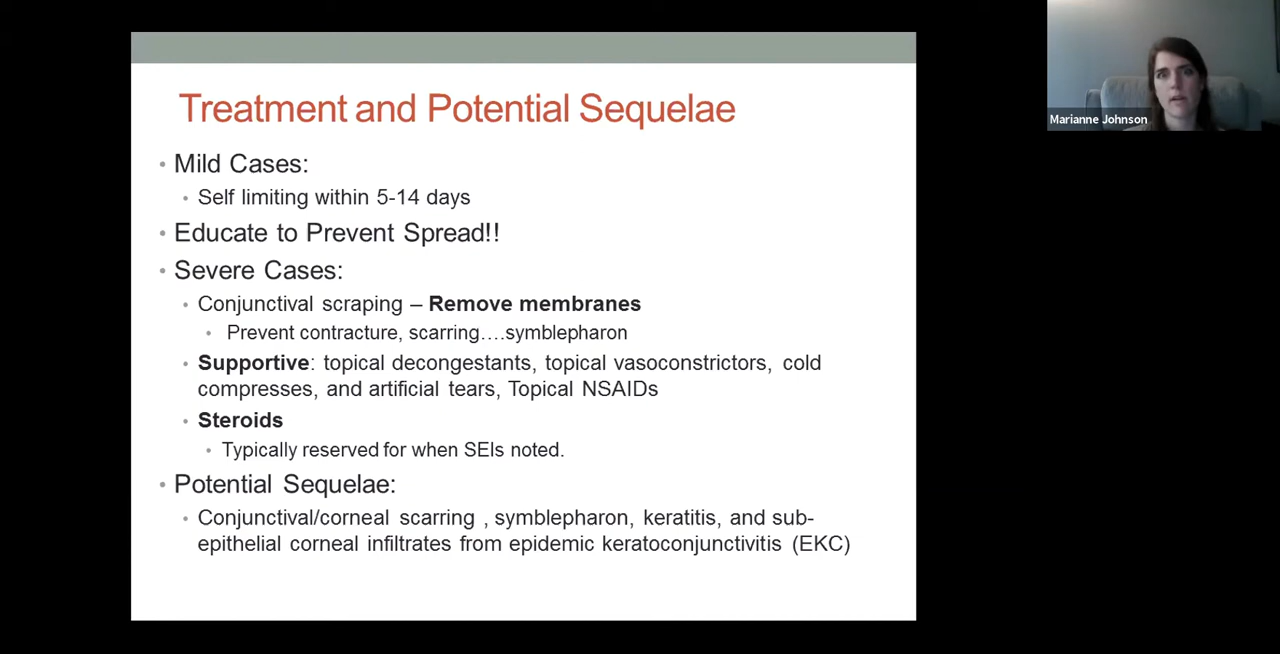 Treatment and Potential Sequelae
Mild Cases:
Self limiting within 5-14 days
Educate to Prevent Spread!!
Severe Cases:
Conjunctival scraping – Remove membranes
Prevent contracture, scarring….symblepharon
Supportive: topical decongestants, topical vasoconstrictors, cold
compresses, and artificial tears, Topical NSAIDs
Steroids
Typically reserved for when SEIs noted.
Potential Sequelae:
Conjunctival/corneal scarring , symblepharon, keratitis, and sub-
epithelial corneal infiltrates from epidemic keratoconjunctivitis (EKC)
Marianne Johnson